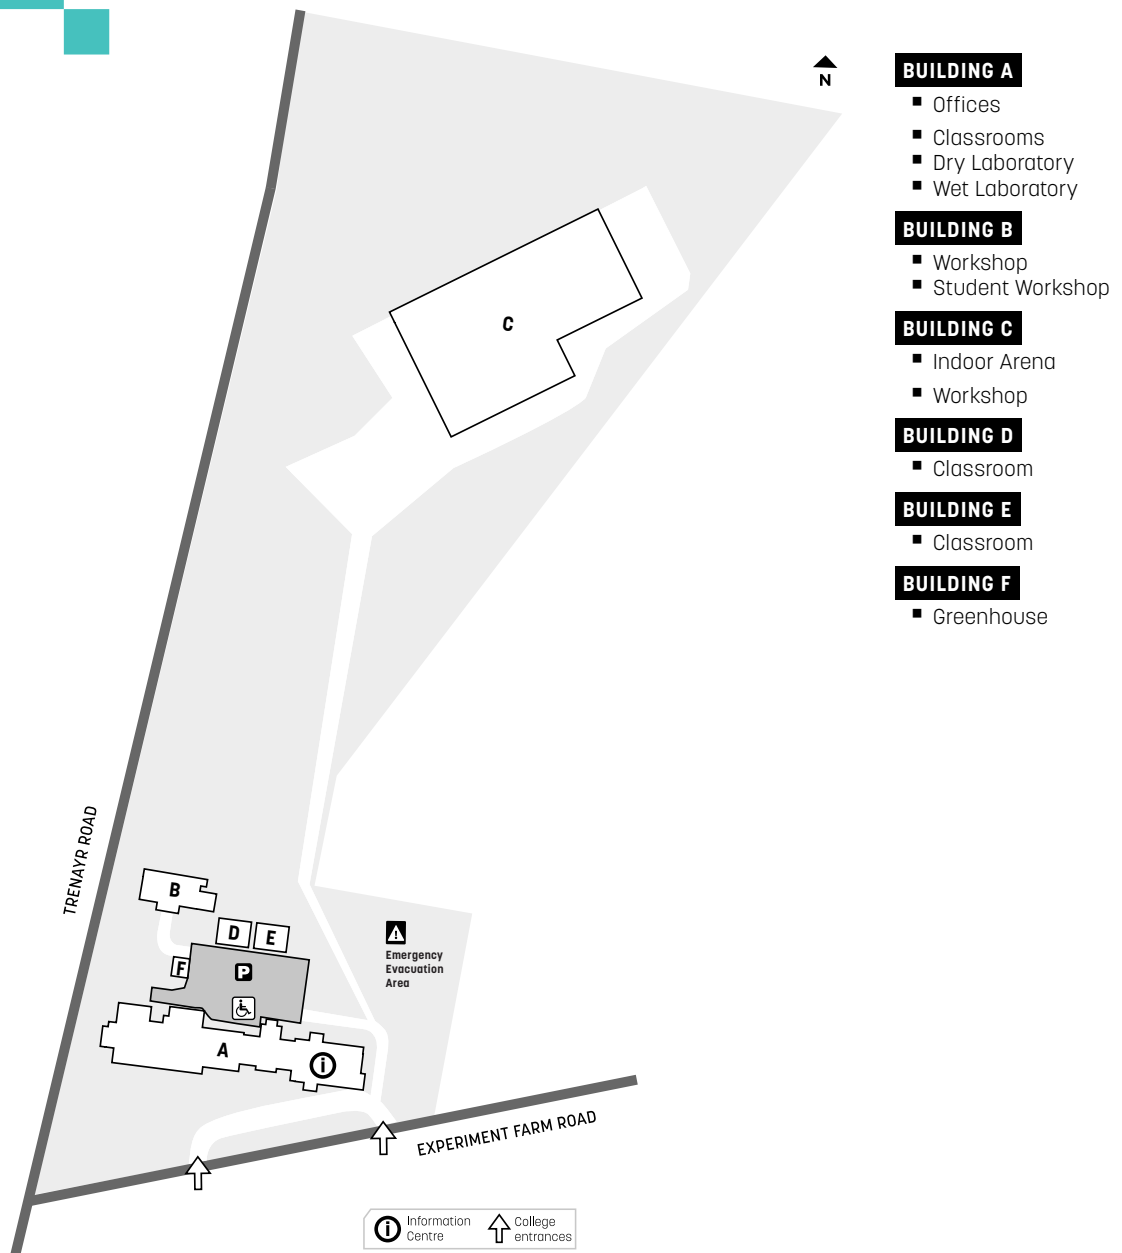 N
BUILDING A
Offices
Classrooms
Dry Laboratory
Wet Laboratory
BUILDING B
Workshop
Student Workshop
BUILDING C
Indoor Arena
Workshop
BUILDING D
Classroom
BUILDING E
Classroom
BUILDING F
Greenhouse
C
TRENAYR ROAD
B
D
E
F
P
Emergency
Evacuation
Area
A
i
EXPERIMENT FARM ROAD
i
Information
Centre
College
entrances